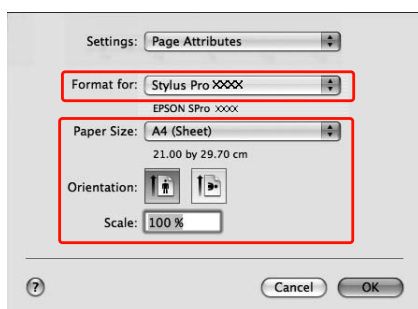 Settings: Page Attributes
Format for: Stylus Pro XXXX
EPSON SPro XXXX
Paper Size: A4 (Sheet)
21.00 by 29.70 cm
Orientation:
Scale: 100 %
? Cancel OK